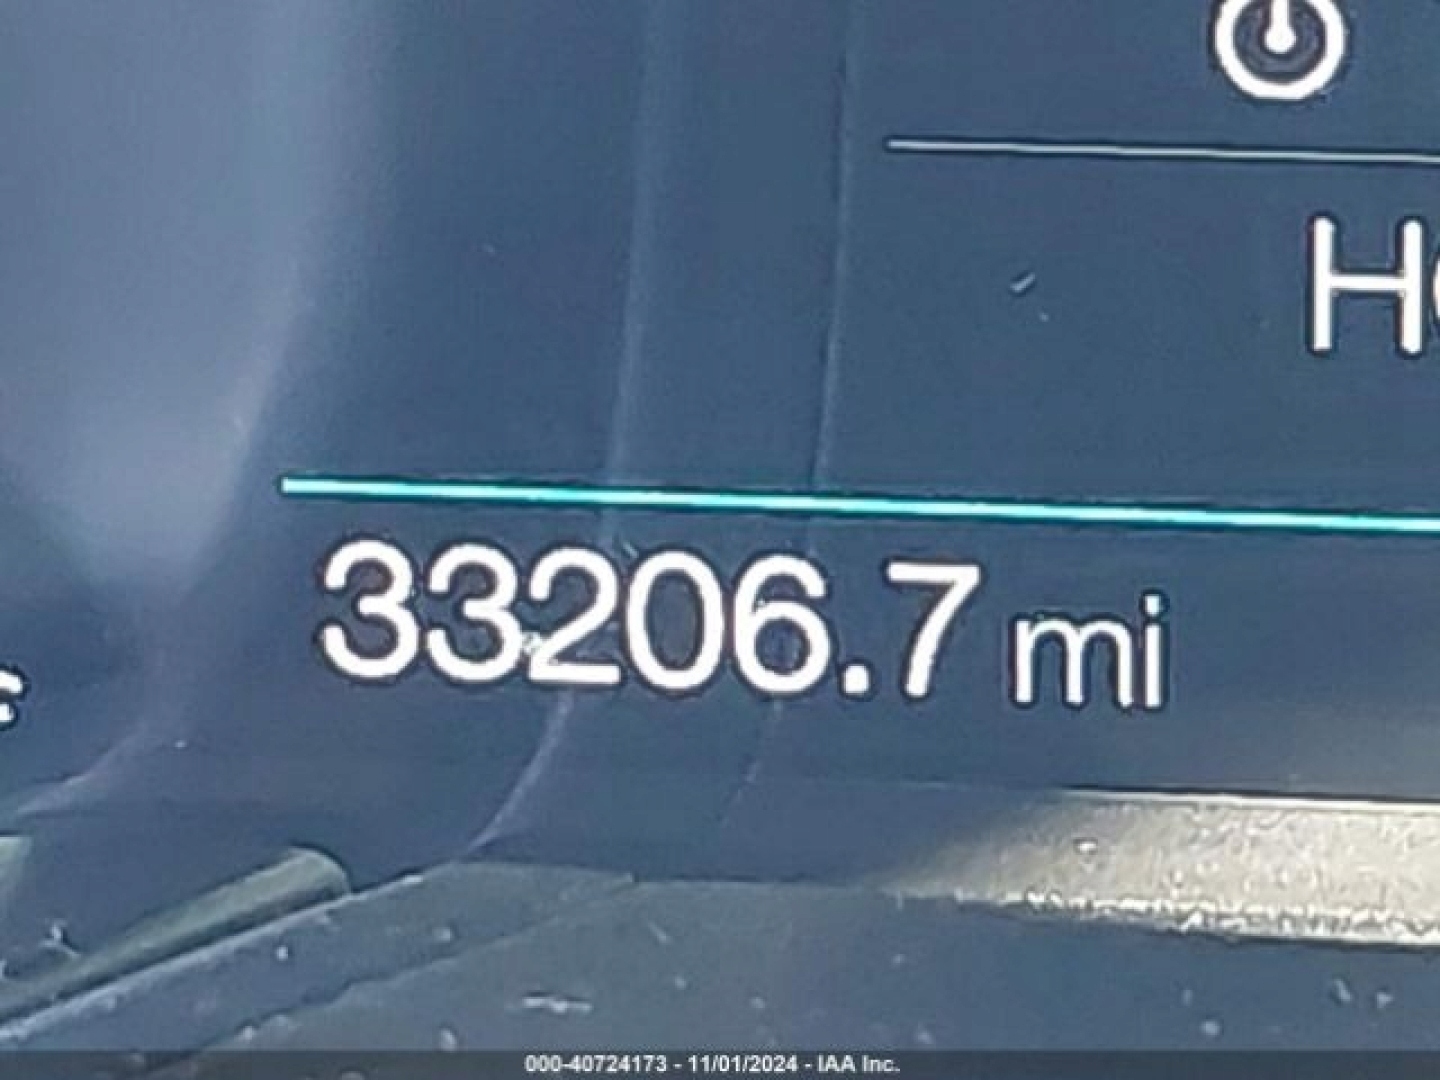 33206.7 mi
000-40724173 - 11/01/2024 - IAA Inc.